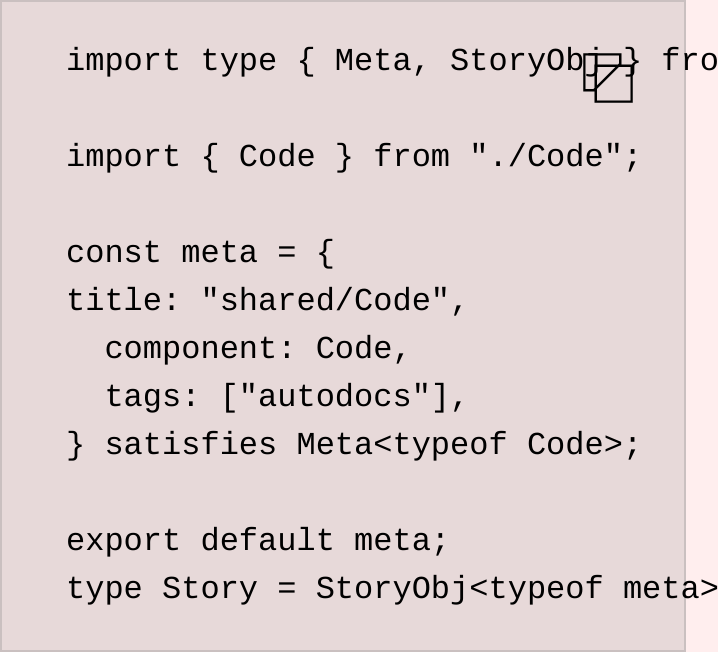 import type { Meta, StoryObj } fro
import { Code } from "./Code";
const meta = {
title: "shared/Code",
component: Code,
tags: ["autodocs"],
} satisfies Meta<typeof Code>;
export default meta;
type Story = StoryObj<typeof meta>